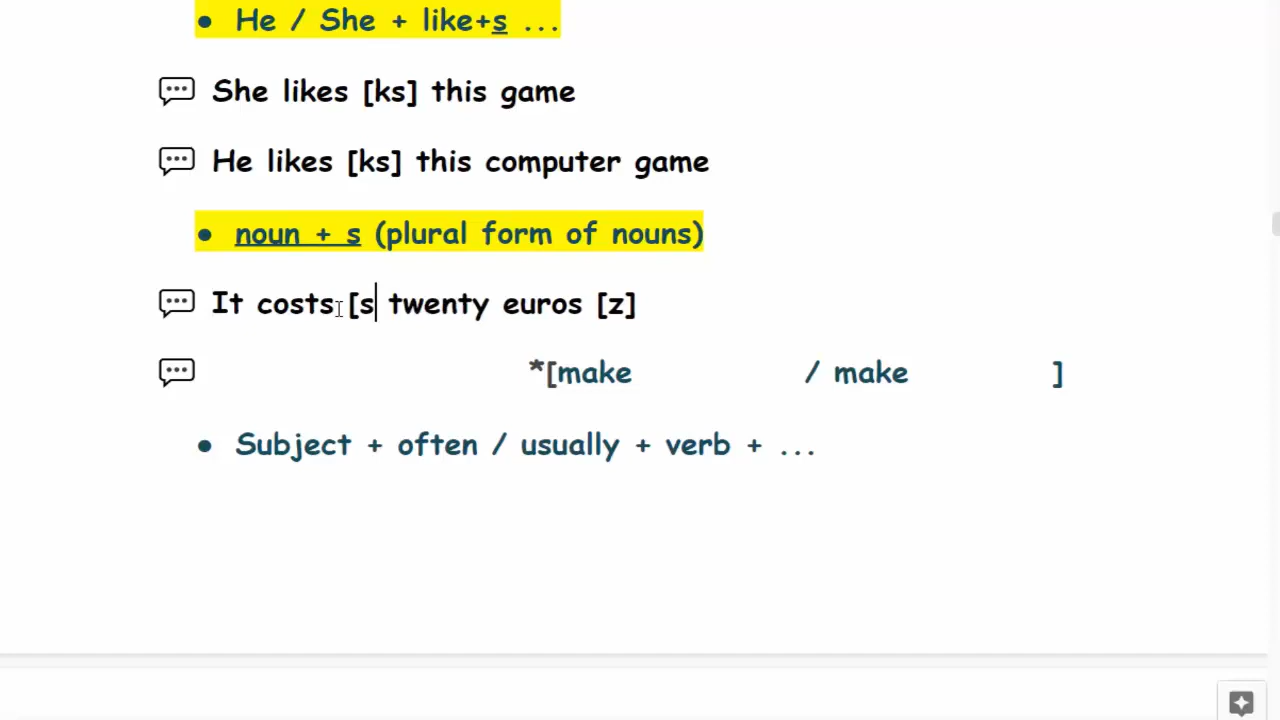 • He / She + like+s ...
She likes [ks] this game
He likes [ks] this computer game
• noun + s (plural form of nouns)
It costs [s twenty euros [z]
*[make / make ]
• Subject + often / usually + verb + ...